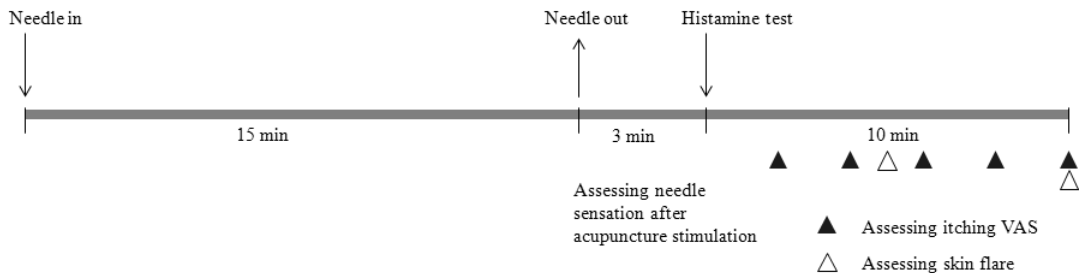 Needle in
Needle out
Histamine test
15 min
3 min
10 min
Assessing needle
sensation after
acupuncture stimulation
Assessing itching VAS
Assessing skin flare